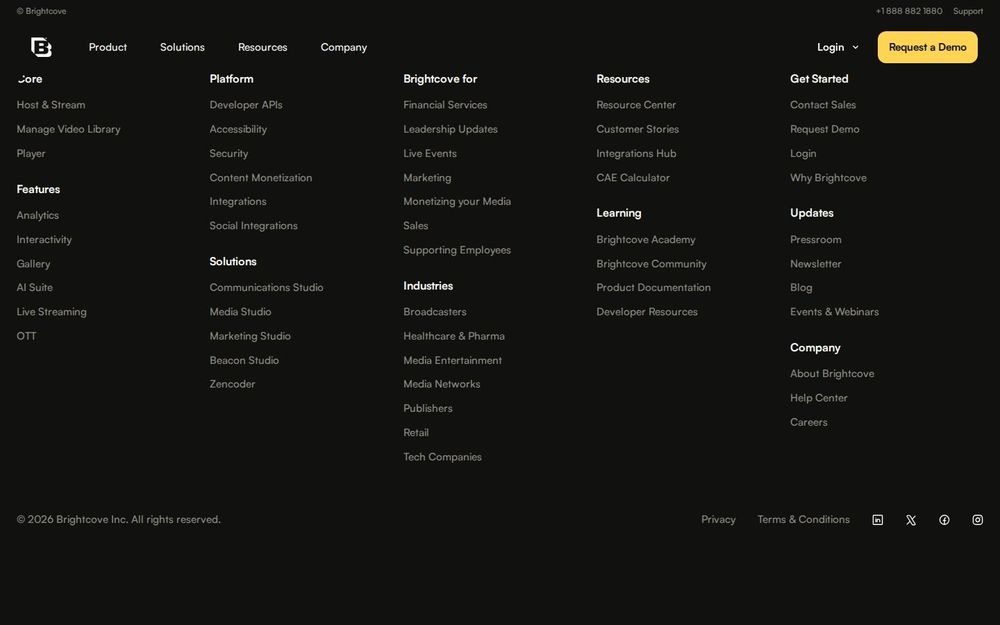 © Brightcove
+1 888 882 1880 Support
Product Solutions Resources Company
Login
Request a Demo
Core
Host & Stream
Manage Video Library
Player
Features
Analytics
Interactivity
Gallery
AI Suite
Live Streaming
OTT
Platform
Developer APIs
Accessibility
Security
Content Monetization
Integrations
Social Integrations
Solutions
Communications Studio
Media Studio
Marketing Studio
Beacon Studio
Zencoder
Brightcove for
Financial Services
Leadership Updates
Live Events
Marketing
Monetizing your Media
Sales
Supporting Employees
Industries
Broadcasters
Healthcare & Pharma
Media Entertainment
Media Networks
Publishers
Retail
Tech Companies
Resources
Resource Center
Customer Stories
Integrations Hub
CAE Calculator
Learning
Brightcove Academy
Brightcove Community
Product Documentation
Developer Resources
Get Started
Contact Sales
Request Demo
Login
Why Brightcove
Updates
Pressroom
Newsletter
Blog
Events & Webinars
Company
About Brightcove
Help Center
Careers
© 2026 Brightcove Inc. All rights reserved.
Privacy Terms & Conditions